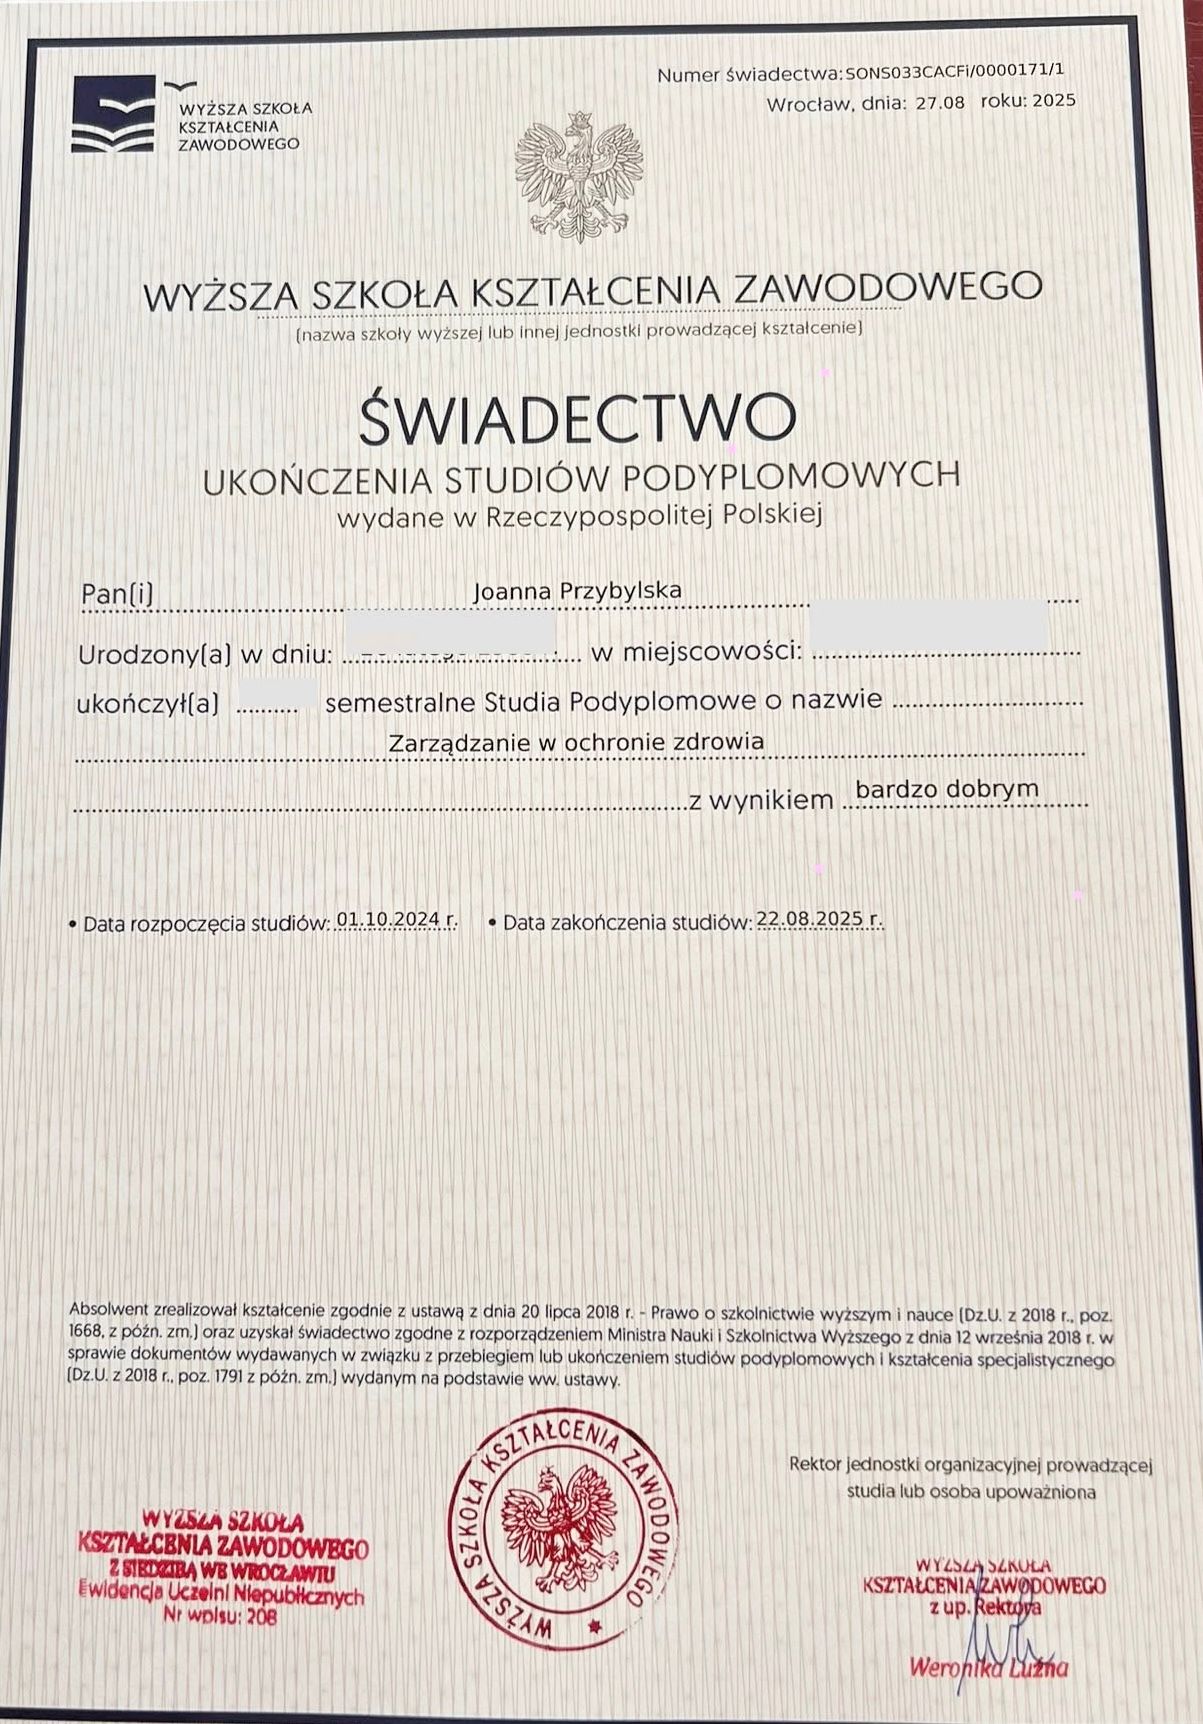 WYŻSZA SZKOŁA
KSZTAŁCENIA
ZAWODOWEGO
Numer świadectwa: SONS033CACFi/0000171/1
Wrocław, dnia: 27.08 roku: 2025
WYŻSZA SZKOŁA KSZTAŁCENIA ZAWODOWEGO
(nazwa szkoły wyższej lub innej jednostki prowadzącej kształcenie)
ŚWIADECTWO
UKOŃCZENIA STUDIÓW PODYPLOMOWYCH
wydane w Rzeczypospolitej Polskiej
Pan(i) Joanna Przybylska
Urodzony(a) w dniu: w miejscowości:
ukończył(a) semestralne Studia Podyplomowe o nazwie
Zarządzanie w ochronie zdrowia
z wynikiem bardzo dobrym
• Data rozpoczęcia studiów: 01.10.2024 r. • Data zakończenia studiów: 22.08.2025 r.
Absolwent zrealizował kształcenie zgodnie z ustawą z dnia 20 lipca 2018 r. - Prawo o szkolnictwie wyższym i nauce (Dz.U. z 2018 r., poz.
1668, z późn. zm.) oraz uzyskał świadectwo zgodne z rozporządzeniem Ministra Nauki i Szkolnictwa Wyższego z dnia 12 września 2018 r. w
sprawie dokumentów wydawanych w związku z przebiegiem lub ukończeniem studiów podyplomowych i kształcenia specjalistycznego
(Dz.U. z 2018 r., poz. 1791 z późn. zm.) wydanym na podstawie ww. ustawy.
WYŻSZA SZKOŁA
KSZTAŁCENIA ZAWODOWEGO
Z SIEDZIBĄ WE WROCŁAWIU
Ewidencja Uczelni Niepublicznych
Nr wpisu: 208
WYŻSZA SZKOŁA KSZTAŁCENIA ZAWODOWEGO
Rektor jednostki organizacyjnej prowadzącej
studia lub osoba upoważniona
WYŻSZA SZKOŁA
KSZTAŁCENIA ZAWODOWEGO
z up. Rektora
Weronika Luźna